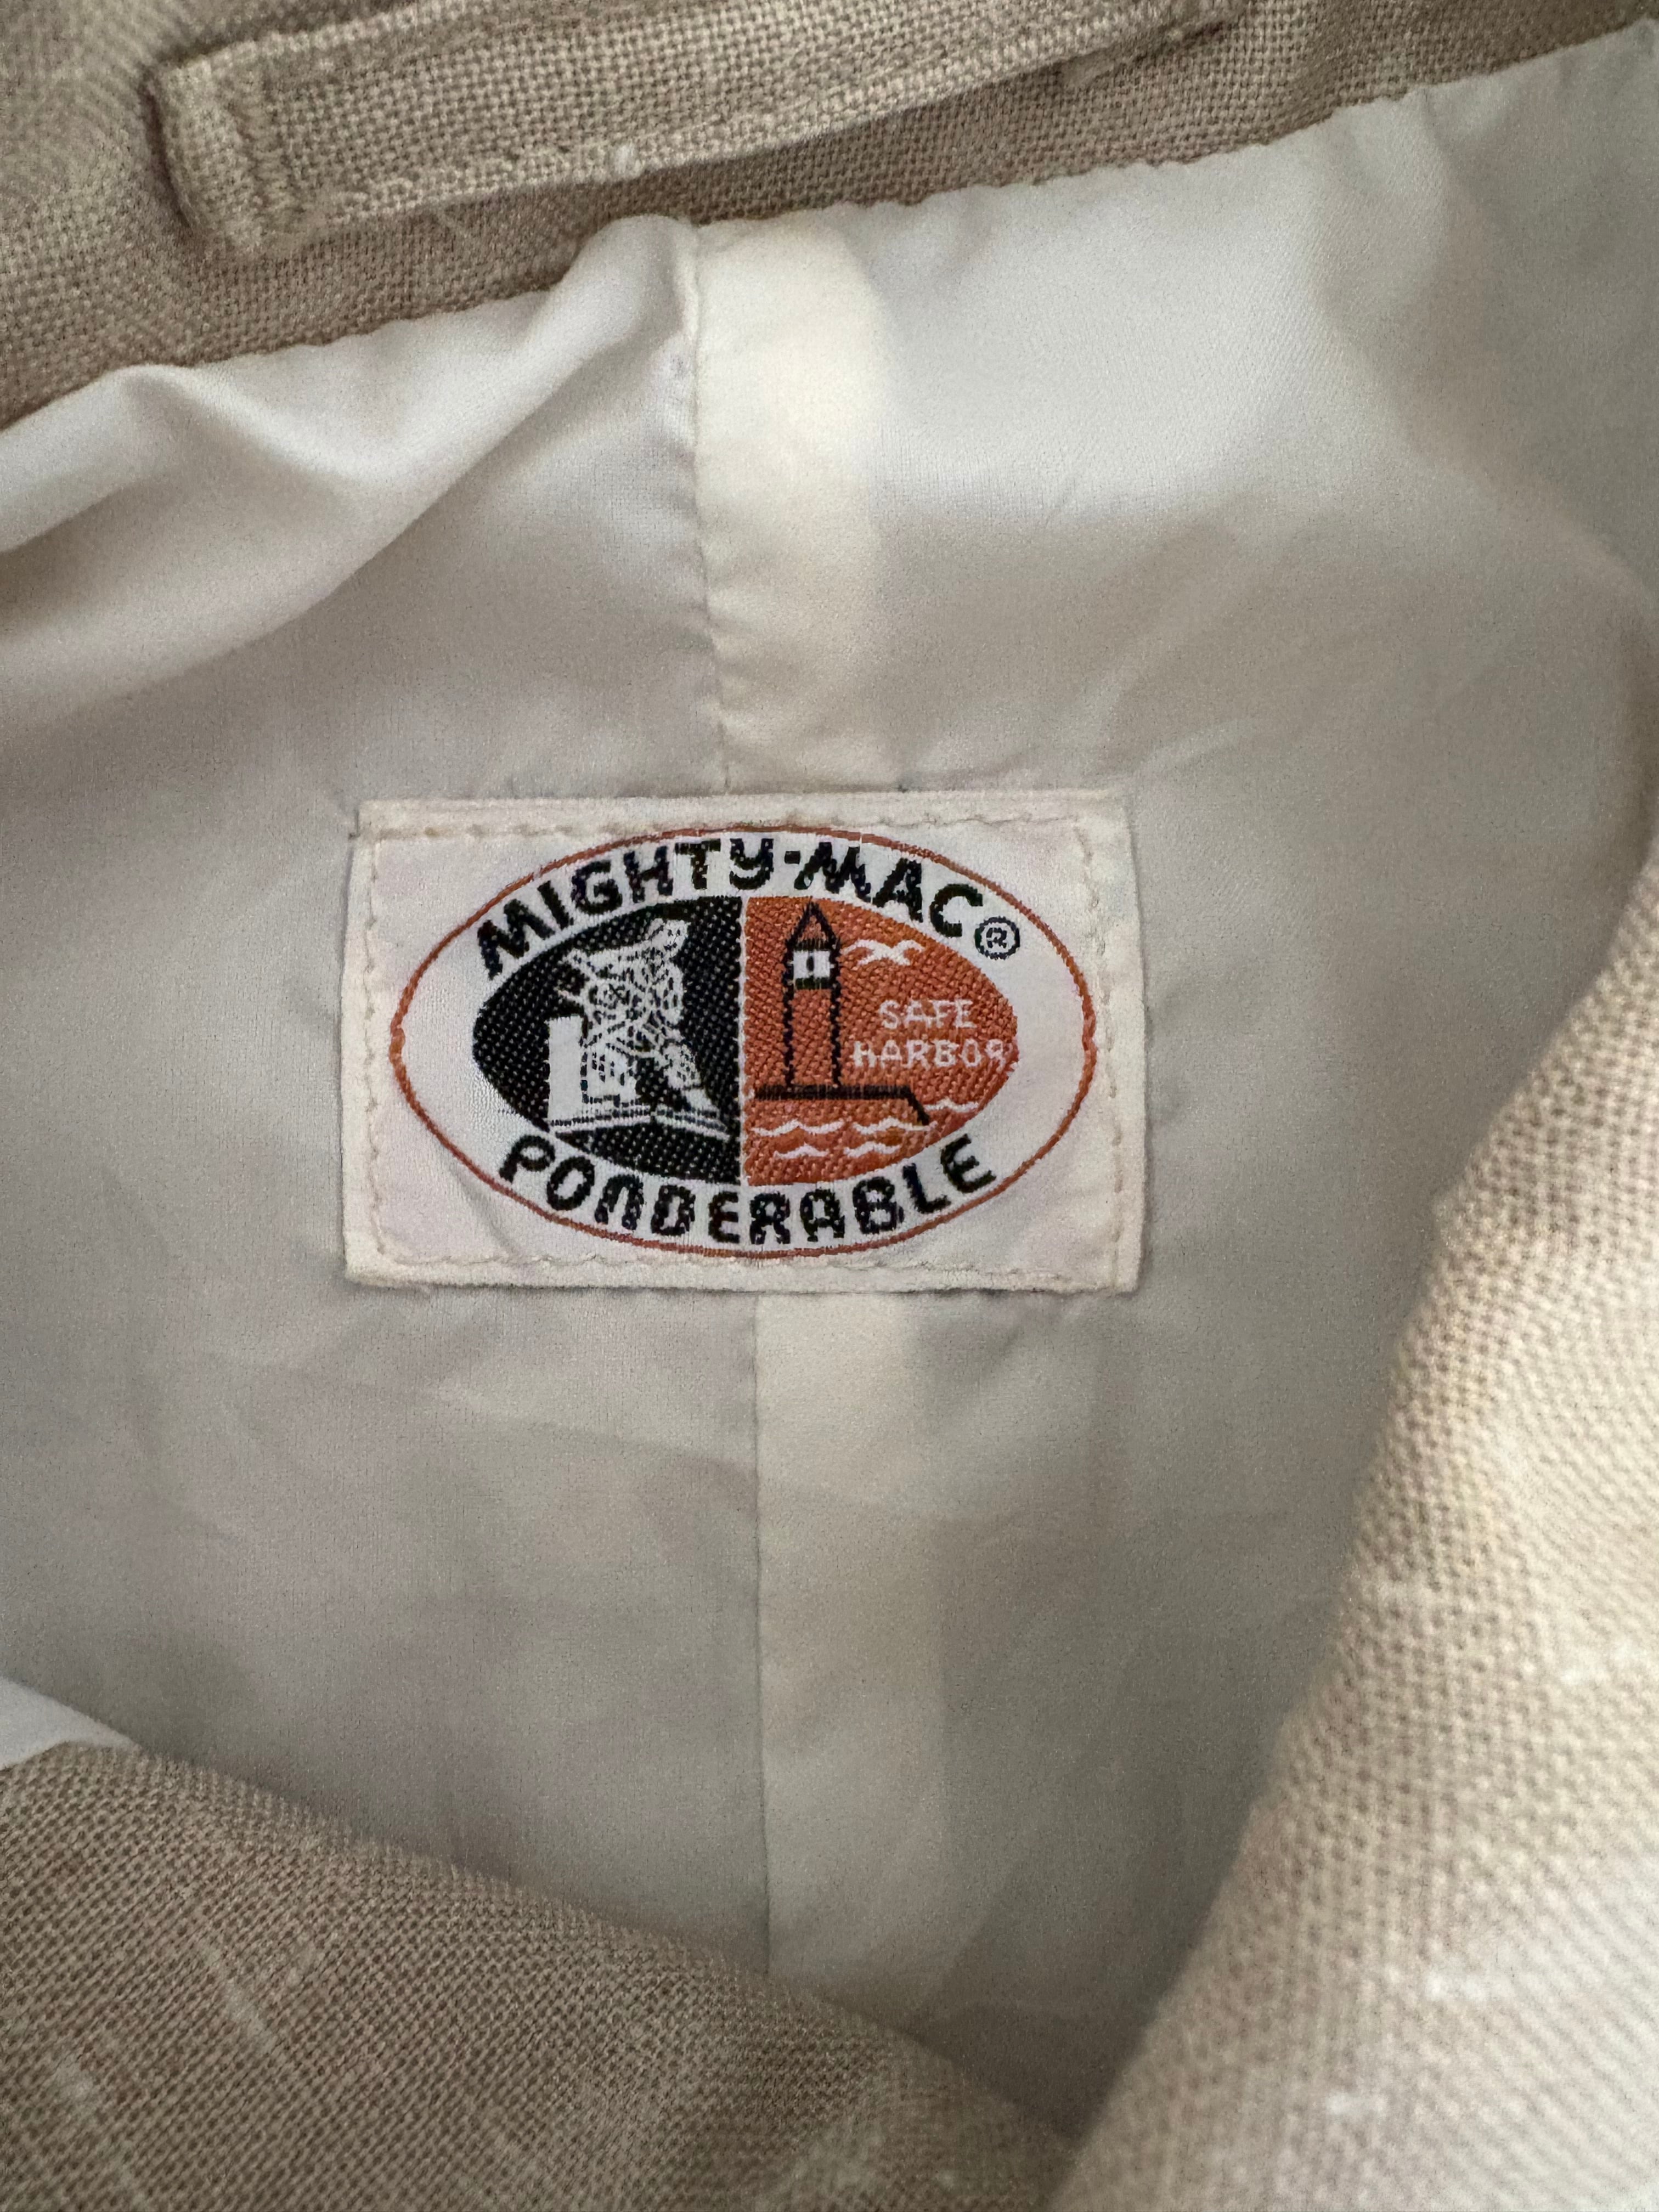 MIGHTY-MAC®
SAFE
HARBOR
PONDERABLE